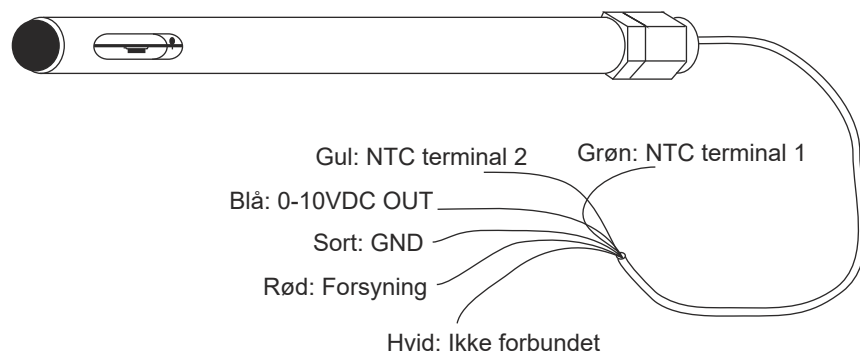 Gul: NTC terminal 2
Grøn: NTC terminal 1
Blå: 0-10VDC OUT
Sort: GND
Rød: Forsyning
Hvid: Ikke forbundet